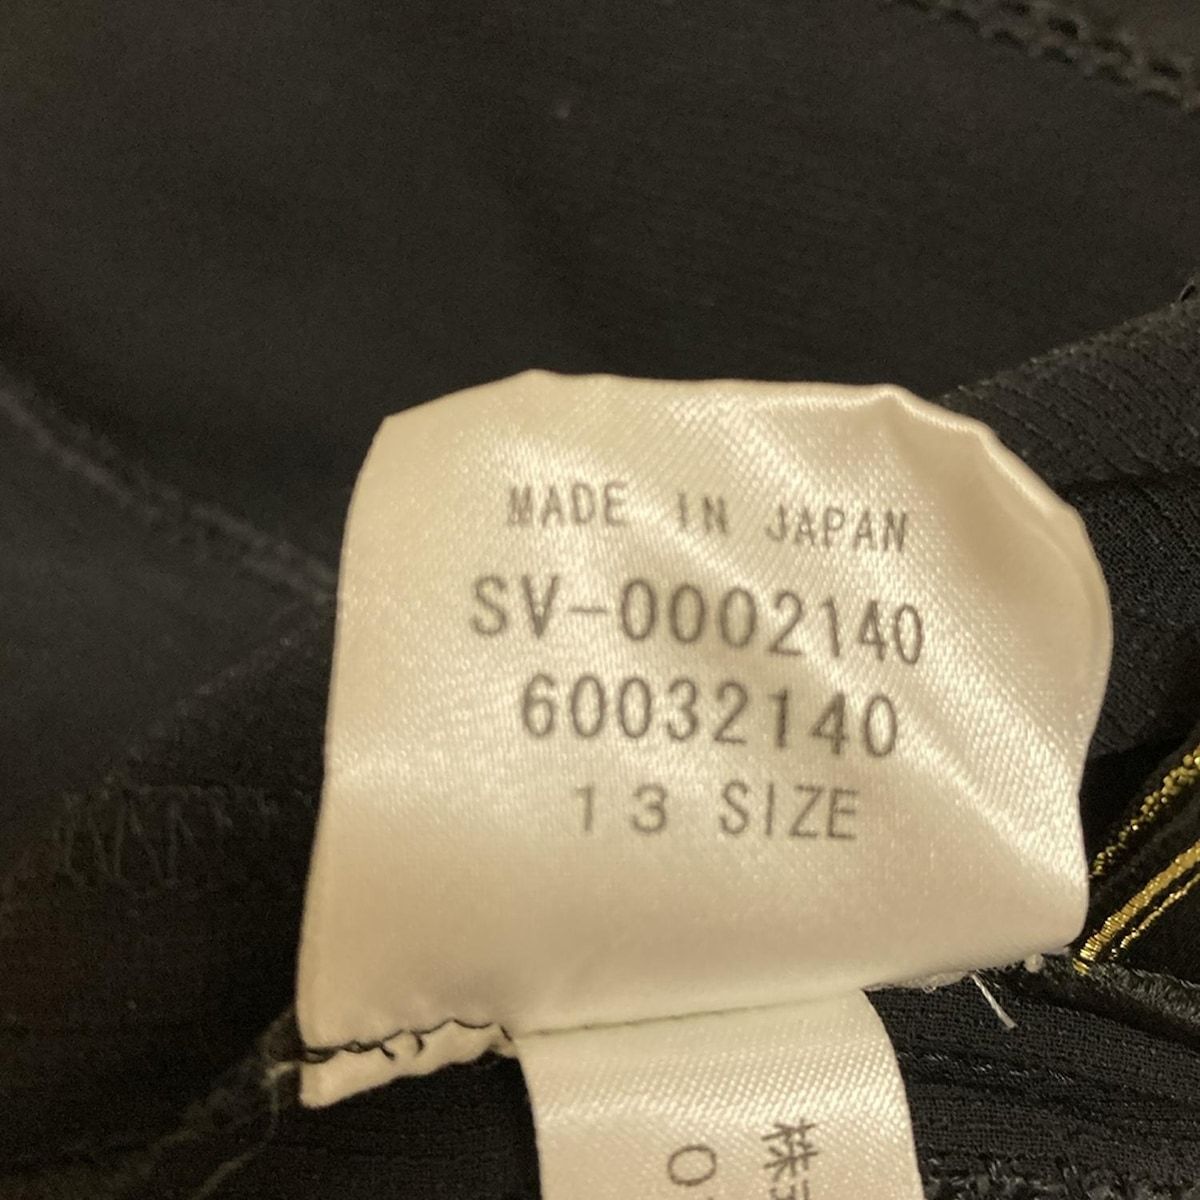 MADE IN JAPAN
SV-0002140
60032140
13 SIZE